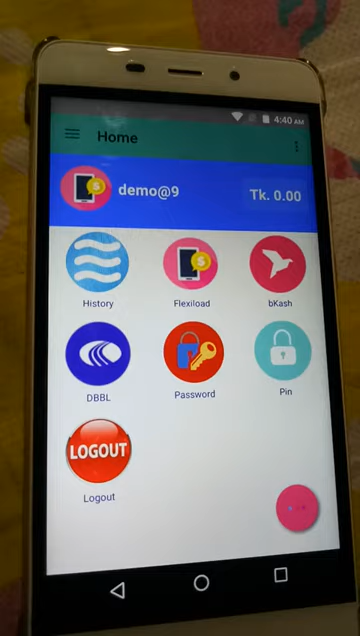 4:40 AM
Home
demo@9
Tk. 0.00
$
$
History
Flexiload
bKash
DBBL
Password
Pin
LOGOUT
Logout